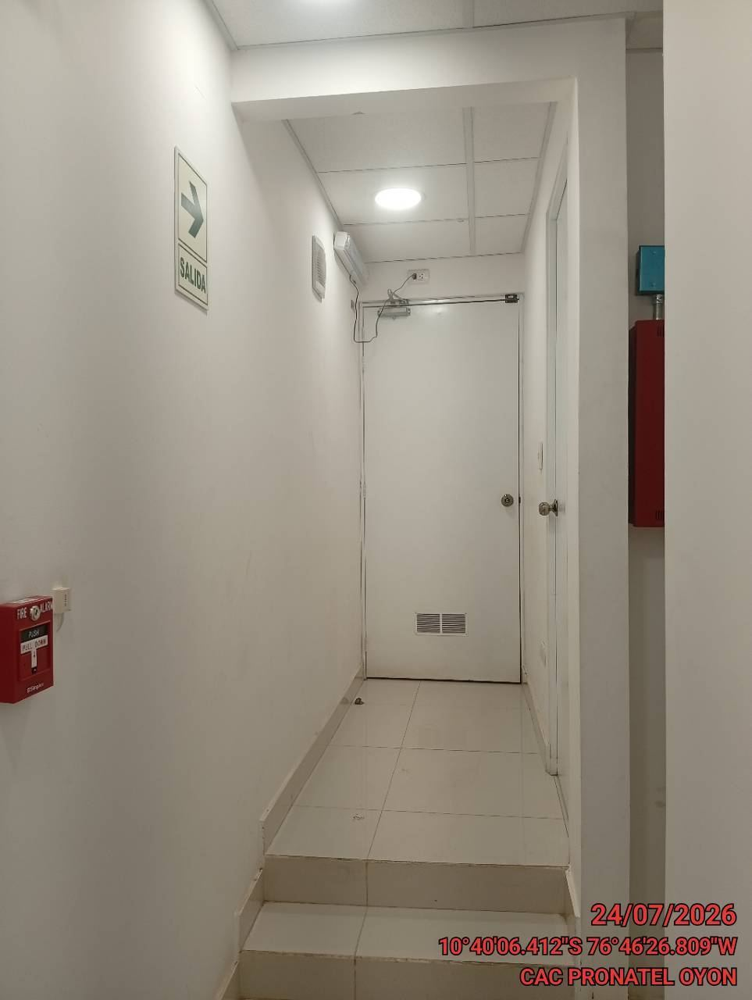 SALIDA
FIRE ALARM
PUSH
PULL DOWN
24/07/2026
10°40'06.412"S 76°46'26.809"W
CAC PRONATEL OYON